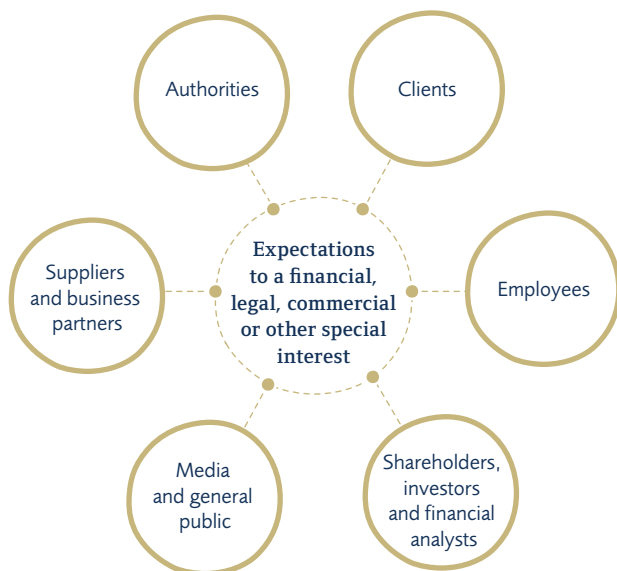 Authorities
Clients
Suppliers
and business
partners
Expectations
to a financial,
legal, commercial
or other special
interest
Employees
Media
and general
public
Shareholders,
investors
and financial
analysts